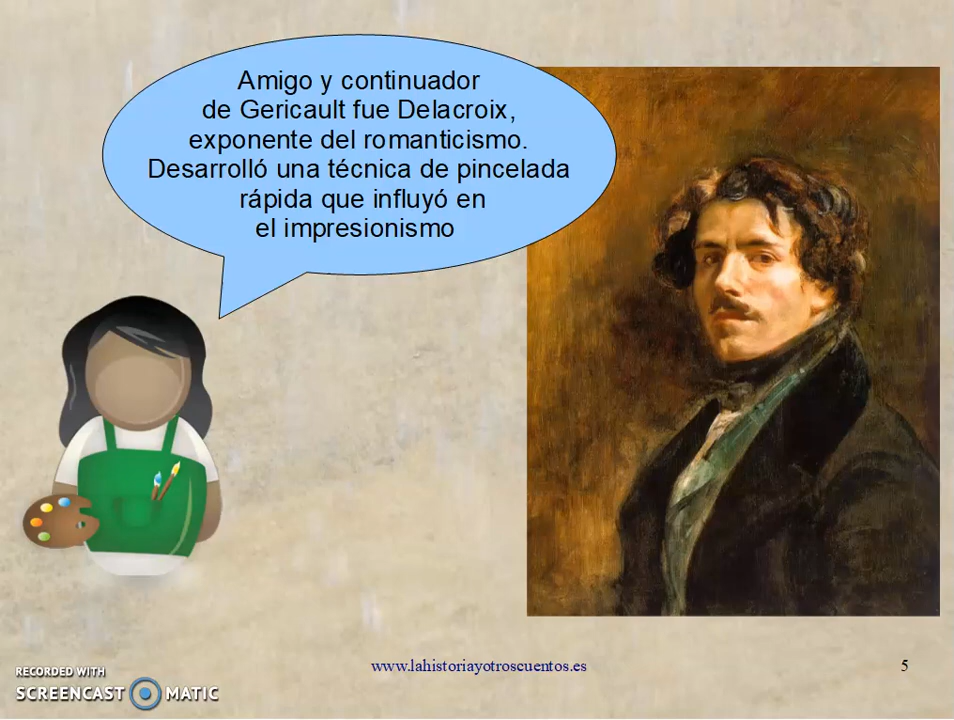 Amigo y continuador
de Gericault fue Delacroix,
exponente del romanticismo.
Desarrolló una técnica de pincelada
rápida que influyó en
el impresionismo
www.lahistoriayotroscuentos.es
5
RECORDED WITH
SCREENCAST MATIC